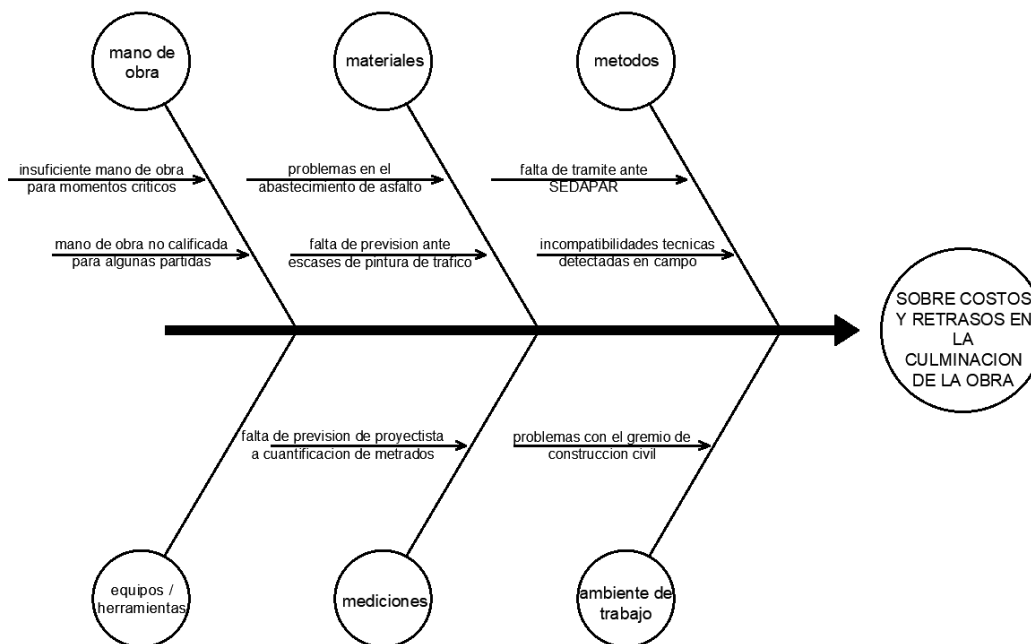 mano de
obra
materiales
metodos
insuficiente mano de obra
para momentos criticos
problemas en el
abastecimiento de asfalto
falta de tramite ante
SEDAPAR
mano de obra no calificada
para algunas partidas
falta de prevision ante
escases de pintura de trafico
incompatibilidades tecnicas
detectadas en campo
SOBRE COSTOS
Y RETRASOS EN
LA
CULMINACION
DE LA OBRA
falta de prevision de proyectista
a cuantificacion de metrados
problemas con el gremio de
construccion civil
equipos /
herramientas
mediciones
ambiente de
trabajo